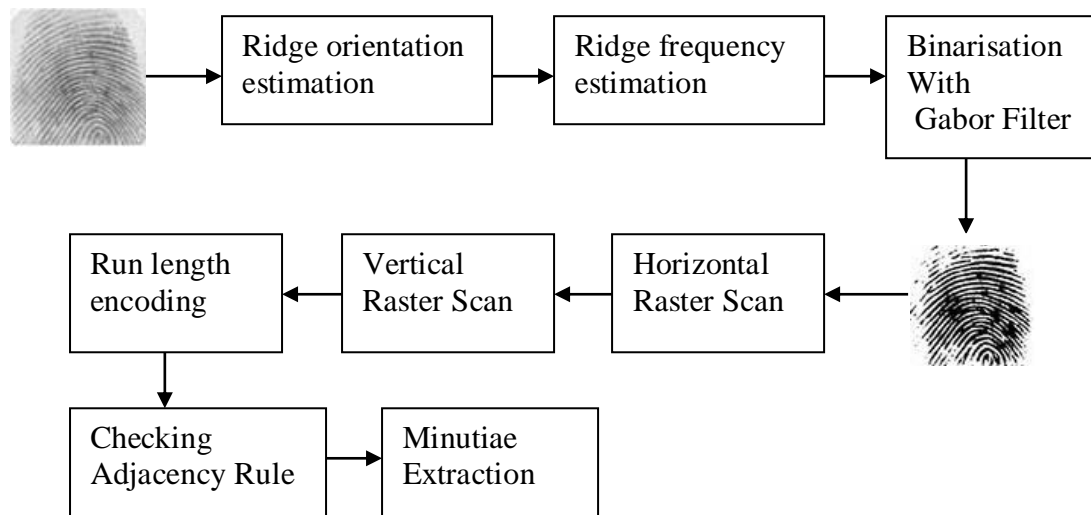 Ridge orientation
estimation
Ridge frequency
estimation
Binarisation
With
Gabor Filter
Horizontal
Raster Scan
Vertical
Raster Scan
Run length
encoding
Checking
Adjacency Rule
Minutiae
Extraction